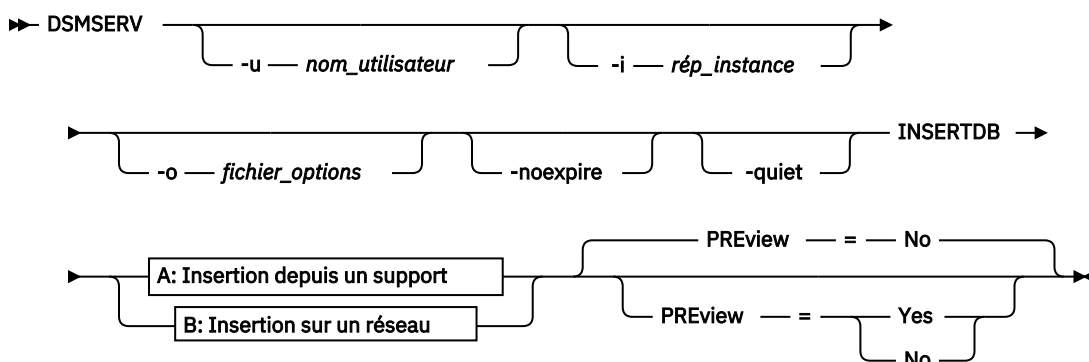 DSMSERV
-u nom_utilisateur -i rép_instance
INSERTDB
-o fichier_options -noexpire -quiet
PREview = No
A: Insertion depuis un support
B: Insertion sur un réseau PREview = Yes
No